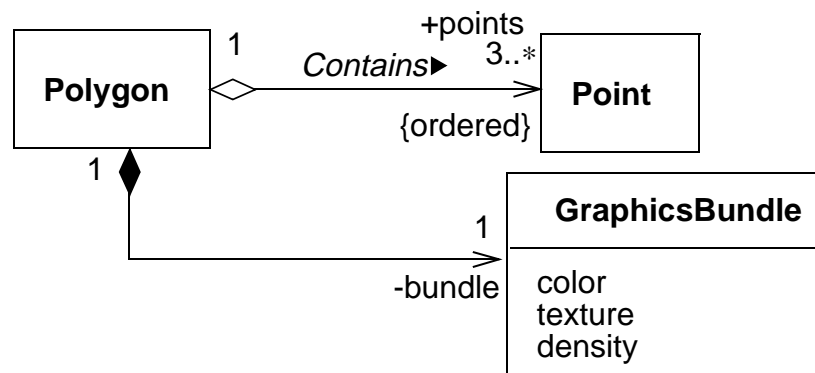 +points
1
Contains▶
3..*
Polygon
Point
{ordered}
1
GraphicsBundle
1
-bundle
color
texture
density